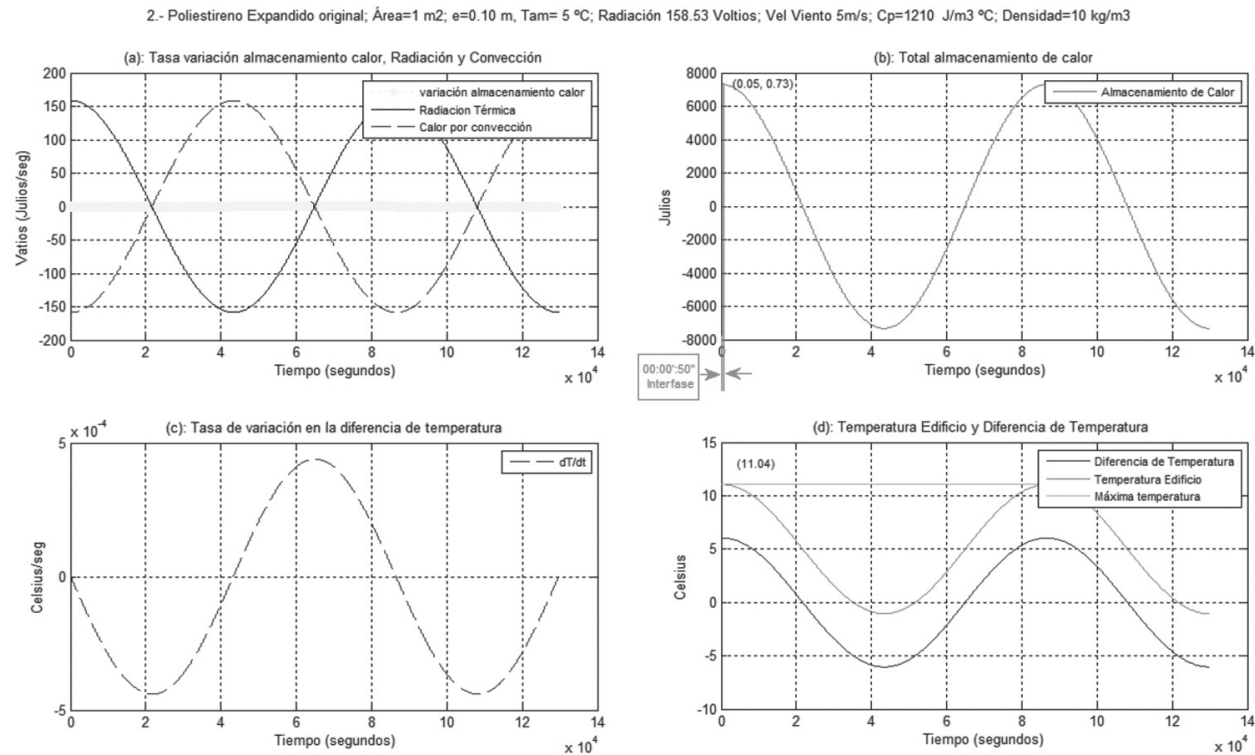 2.- Poliestireno Expandido original; Área=1 m2; e=0.10 m, Tam= 5 ºC; Radiación 158.53 Voltios; Vel Viento 5m/s; Cp=1210 J/m3 ºC; Densidad=10 kg/m3
(a): Tasa variación almacenamiento calor, Radiación y Convección
variación almacenamiento calor
Radiacion Térmica
Calor por convección
Vatios (Julios/seg)
200
150
100
50
0
-50
-100
-150
-200
0 2 4 6 8 10 12 14
Tiempo (segundos)
x 10^4
(b): Total almacenamiento de calor
(0.05, 0.73)
Almacenamiento de Calor
Julios
8000
6000
4000
2000
0
-2000
-4000
-6000
-8000
0 2 4 6 8 10 12 14
Tiempo (segundos)
x 10^4
00:00':50"
Interfase
(c): Tasa de variación en la diferencia de temperatura
x 10^-4
dT/dt
Celsius/seg
5
0
-5
0 2 4 6 8 10 12 14
Tiempo (segundos)
x 10^4
(d): Temperatura Edificio y Diferencia de Temperatura
(11.04)
Diferencia de Temperatura
Temperatura Edificio
Máxima temperatura
Celsius
15
10
5
0
-5
-10
0 2 4 6 8 10 12 14
Tiempo (segundos)
x 10^4